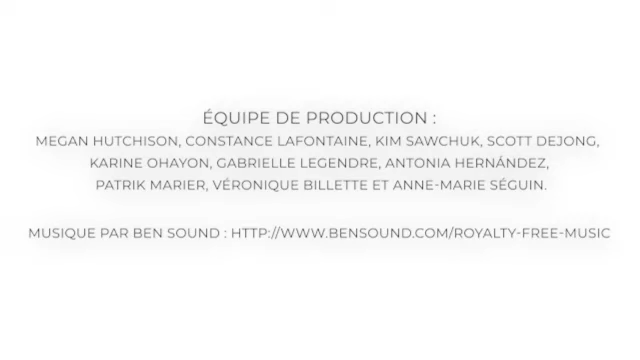 ÉQUIPE DE PRODUCTION :
MEGAN HUTCHISON, CONSTANCE LAFONTAINE, KIM SAWCHUK, SCOTT DEJONG,
KARINE OHAYON, GABRIELLE LEGENDRE, ANTONIA HERNÁNDEZ,
PATRIK MARIER, VÉRONIQUE BILLETTE ET ANNE-MARIE SÉGUIN.
MUSIQUE PAR BEN SOUND : HTTP://WWW.BENSOUND.COM/ROYALTY-FREE-MUSIC